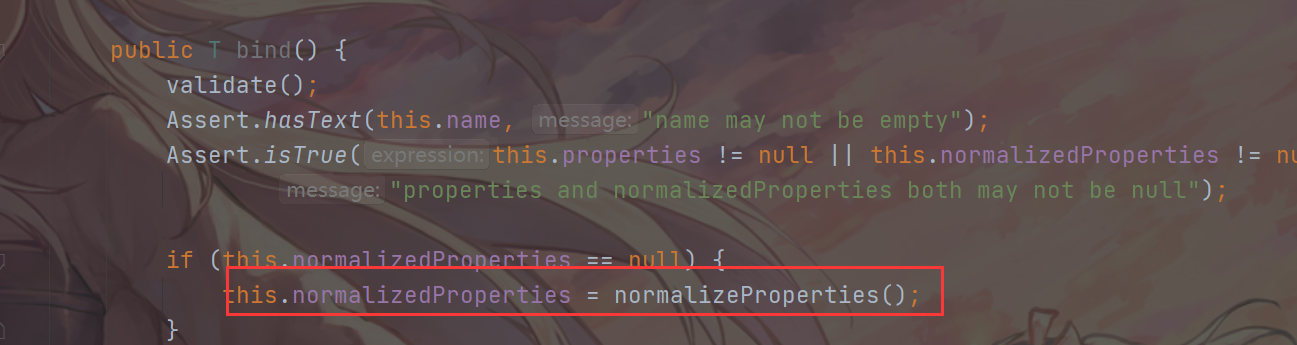 public T bind() {
validate();
Assert.hasText(this.name, message: "name may not be empty");
Assert.isTrue( expression: this.properties != null || this.normalizedProperties != nu
message: "properties and normalizedProperties both may not be null");
if (this.normalizedProperties == null) {
this.normalizedProperties = normalizeProperties();
}